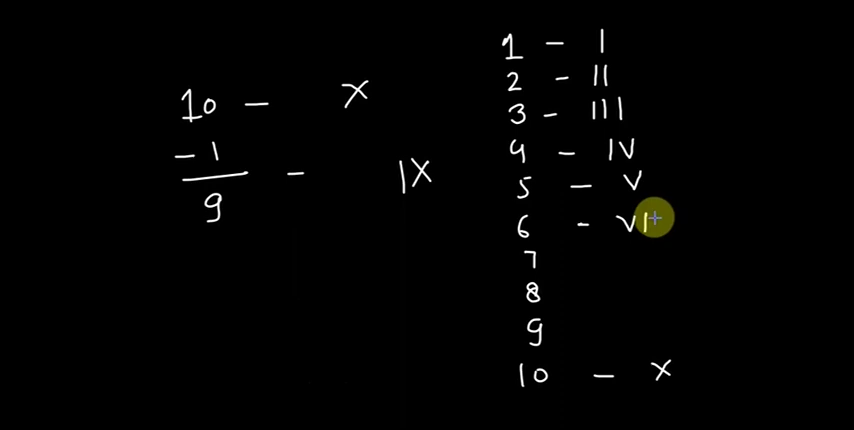 10 - X
- 1
9 - IX
1 - I
2 - II
3 - III
4 - IV
5 - V
6 - VI
7
8
9
10 - X